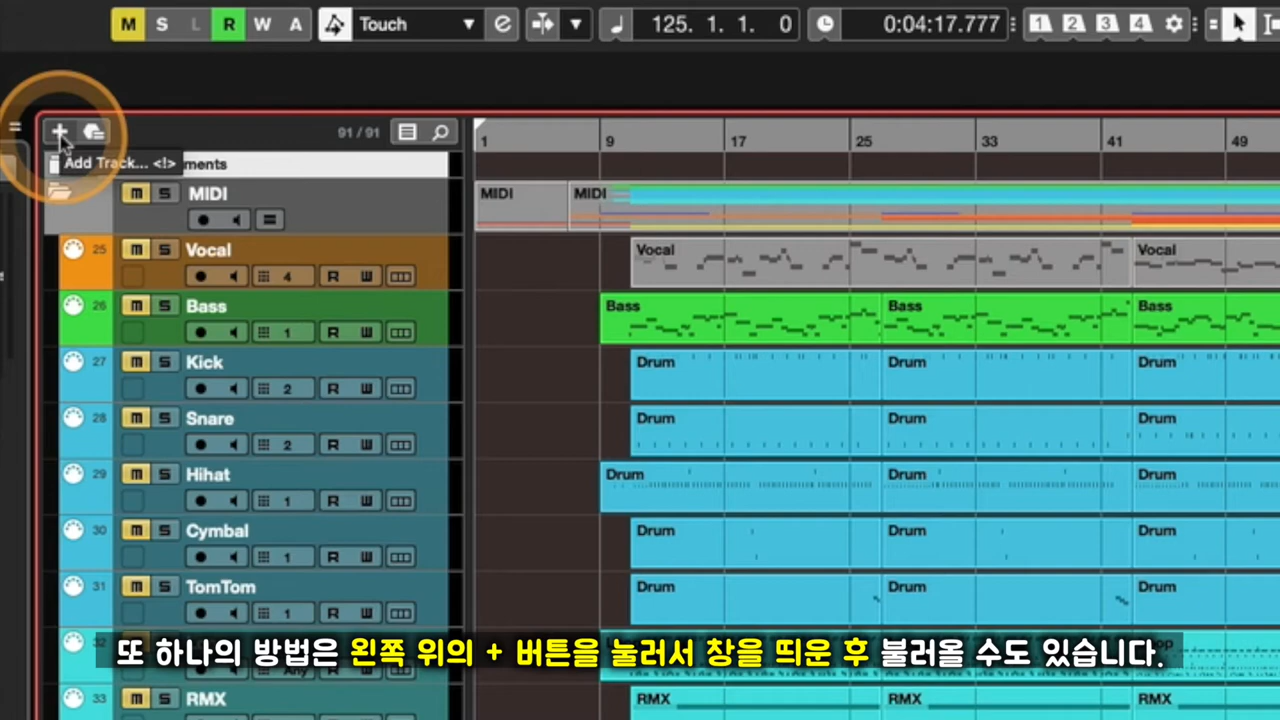 M S L R W A Touch 125. 1. 1. 0 0:04:17.777 1 2 3 4
91 / 91 1 9 17 25 33 41 49
Add Track... <!> ments
m S MIDI MIDI MIDI
25 m S Vocal Vocal Vocal
4 R W
26 m S Bass Bass Bass Bass
1 R W
27 m S Kick Drum Drum Drum
2 R W
28 m S Snare Drum Drum Drum
2 R W
29 m S Hihat Drum Drum Drum
1 R W
30 m S Cymbal Drum Drum Drum
1 R W
31 m S TomTom Drum Drum Drum
1 R W
32
또 하나의 방법은 왼쪽 위의 + 버튼을 눌러서 창을 띄운 후 불러올 수도 있습니다.
Any
33 m S RMX RMX RMX RMX